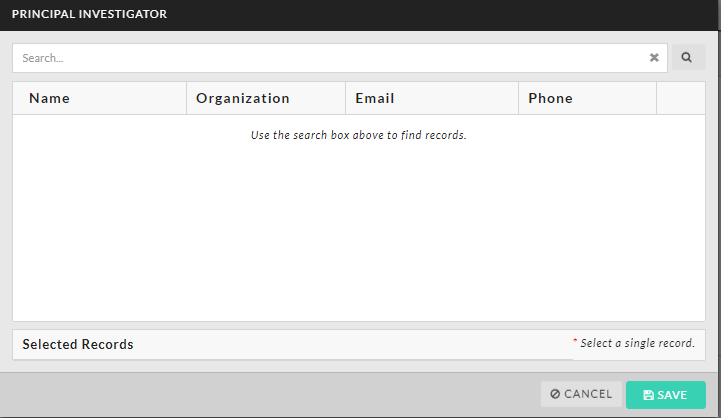 PRINCIPAL INVESTIGATOR
Search...
Name Organization Email Phone
Use the search box above to find records.
Selected Records * Select a single record.
CANCEL SAVE